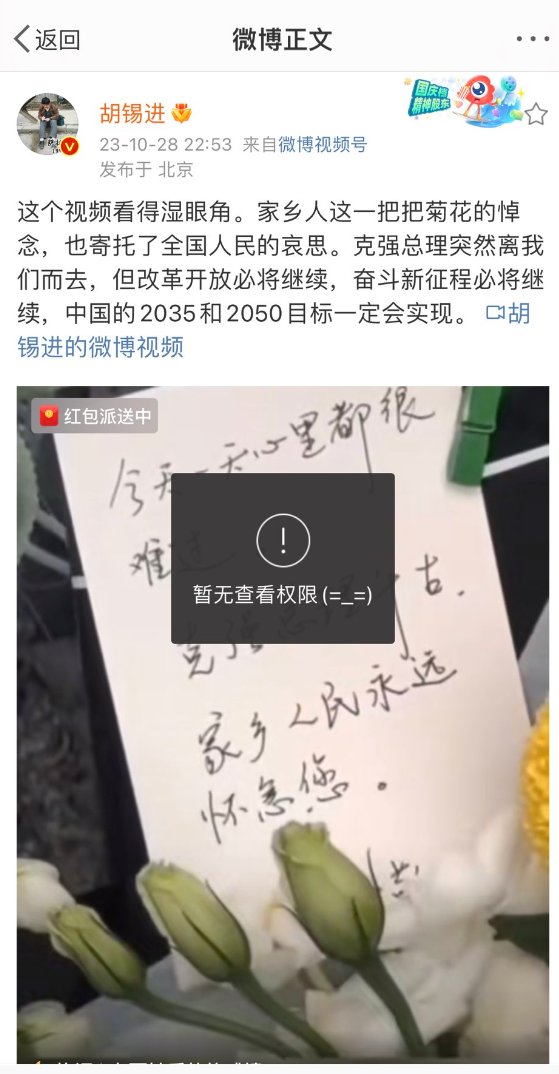 返回
微博正文
国庆档
精神股东
胡锡进
23-10-28 22:53 来自微博视频号
发布于 北京
这个视频看得湿眼角。家乡人这一把把菊花的悼
念，也寄托了全国人民的哀思。克强总理突然离我
们而去，但改革开放必将继续，奋斗新征程必将继
续，中国的2035和2050目标一定会实现。 胡
锡进的微博视频
红包派送中
今天一天心里都很
难过
暂无查看权限(=_=)
克强总理千古.
家乡人民永远
怀念您。